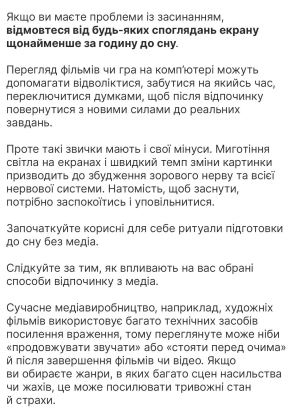 Якщо ви маєте проблеми із засинанням,
відмовтеся від будь-яких споглядань екрану
щонайменше за годину до сну.
Перегляд фільмів чи гра на комп'ютері можуть
допомагати відволіктися, забутися на якийсь час,
переключитися думками, щоб після відпочинку
повернутися з новими силами до реальних
завдань.
Проте такі звички мають і свої мінуси. Миготіння
світла на екранах і швидкий темп зміни картинки
призводить до збудження зорового нерву та всієї
нервової системи. Натомість, щоб заснути,
потрібно заспокоїтись і уповільнитися.
Започаткуйте корисні для себе ритуали підготовки
до сну без медіа.
Слідкуйте за тим, як впливають на вас обрані
способи відпочинку з медіа.
Сучасне медіавиробництво, наприклад, художніх
фільмів використовує багато технічних засобів
посилення враження, тому переглянуте може ніби
«продовжувати звучати» або «стояти перед очима»
й після завершення фільмів чи відео. Якщо
ви обираєте жанри, в яких багато сцен насильства
чи жахів, це може посилювати тривожні стан
й страхи.